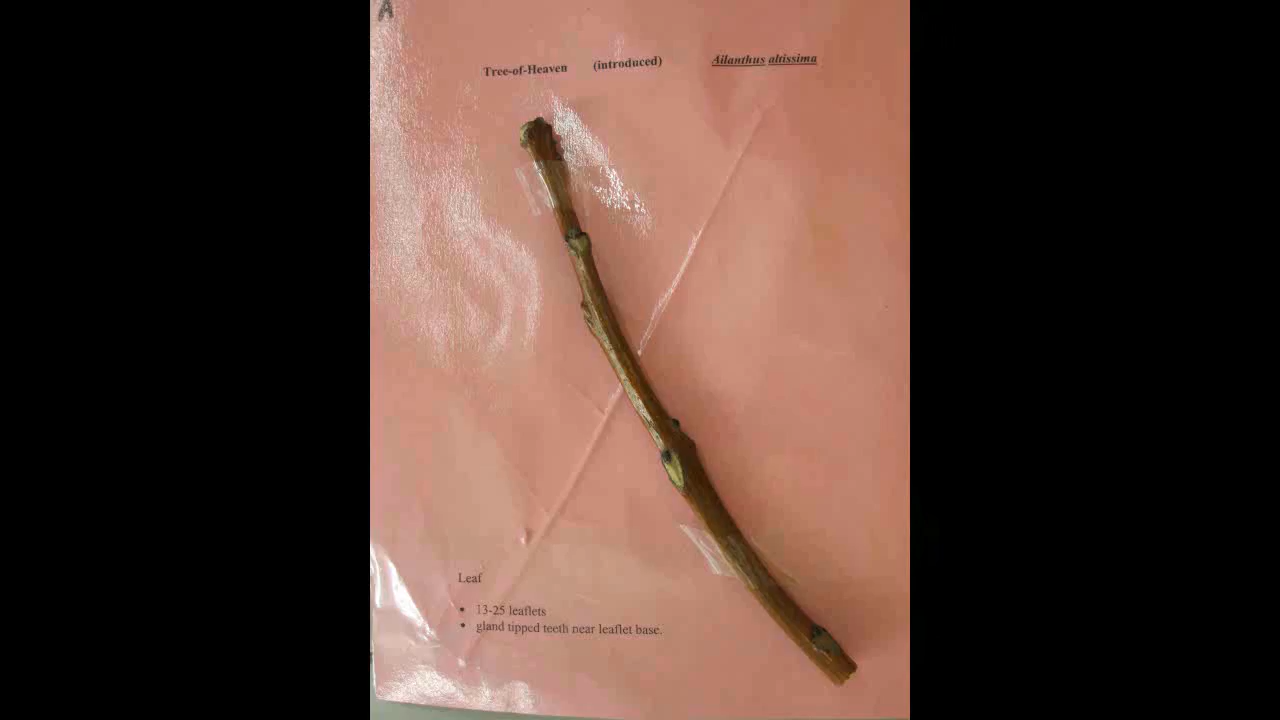 A
Tree-of-Heaven (introduced) Ailanthus altissima
Leaf
• 13-25 leaflets
• gland tipped teeth near leaflet base.